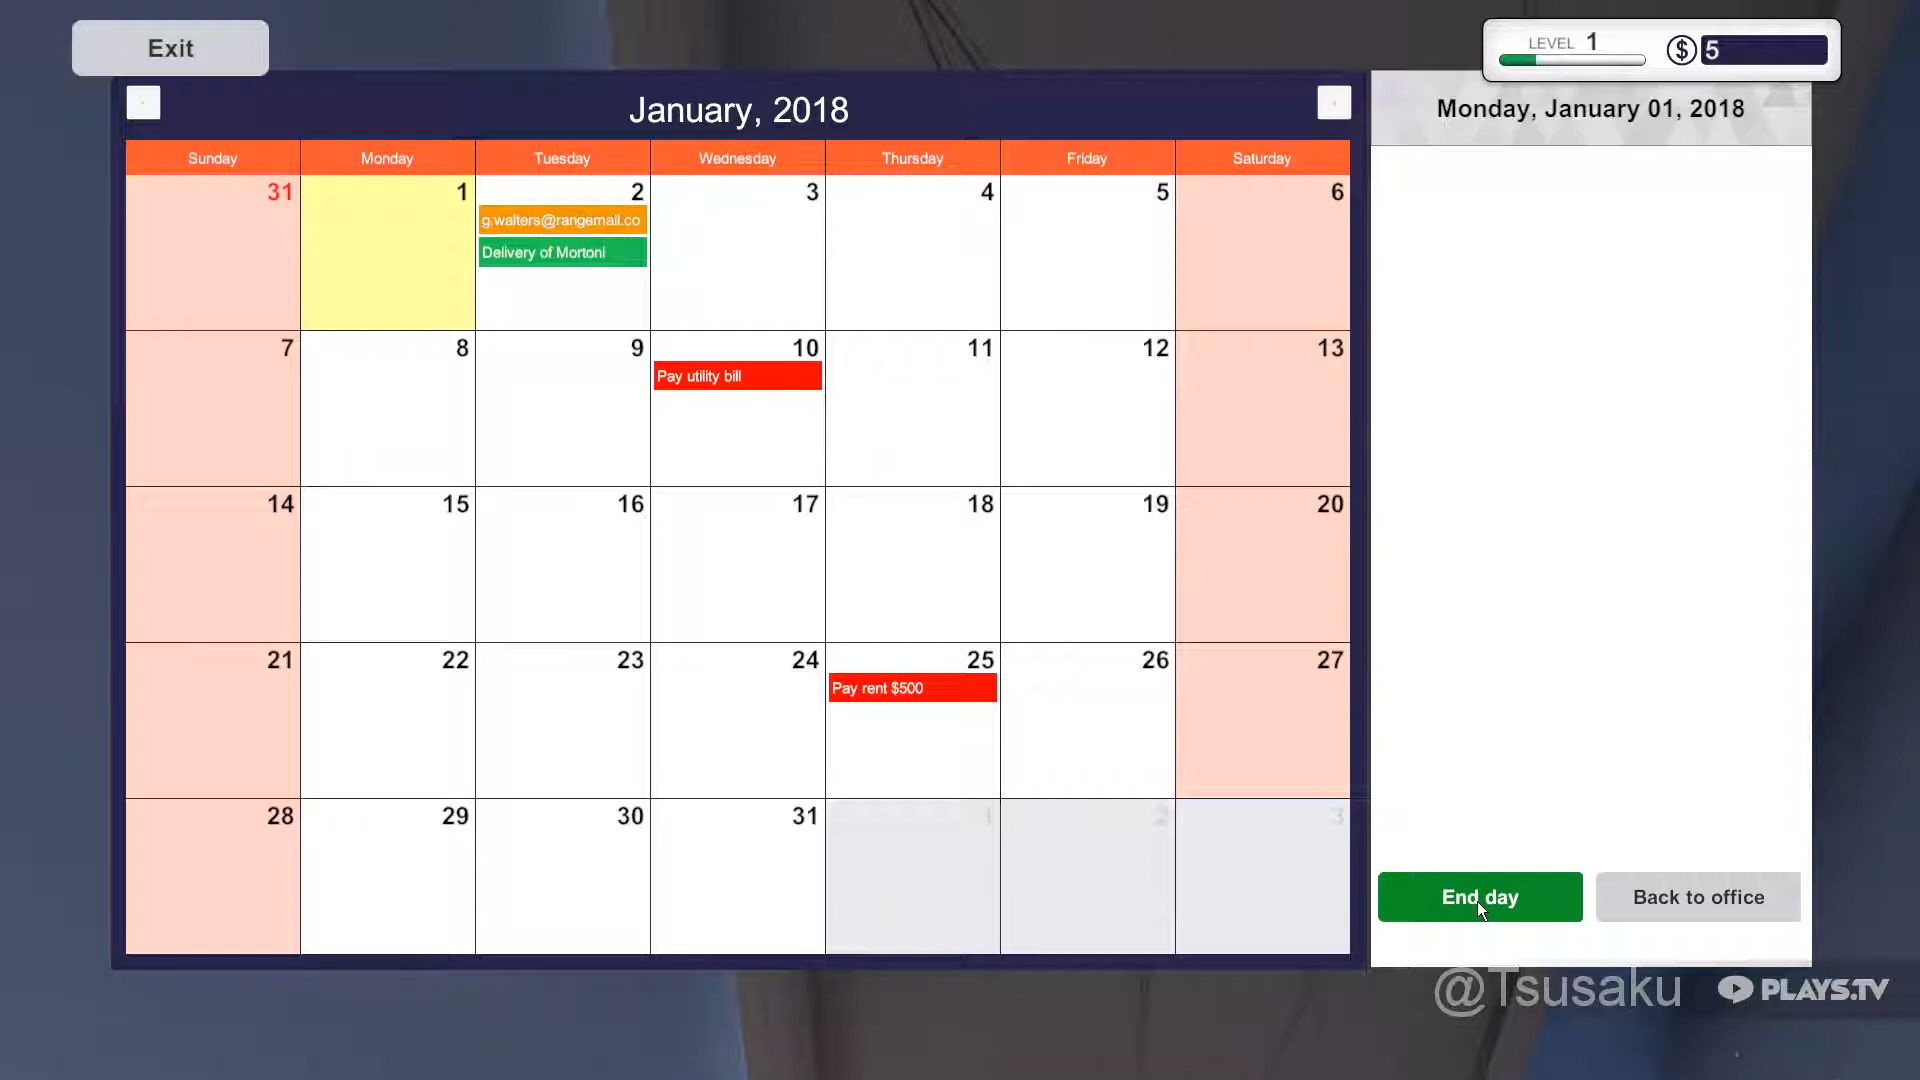 Exit
LEVEL 1
$ 5
January, 2018
Monday, January 01, 2018
Sunday Monday Tuesday Wednesday Thursday Friday Saturday
31 1 2 3 4 5 6
g.walters@rangemail.co
Delivery of Mortoni
7 8 9 10 11 12 13
Pay utility bill
14 15 16 17 18 19 20
21 22 23 24 25 26 27
Pay rent $500
28 29 30 31 1 2 3
End day
Back to office
@Tsusaku
PLAYS.TV